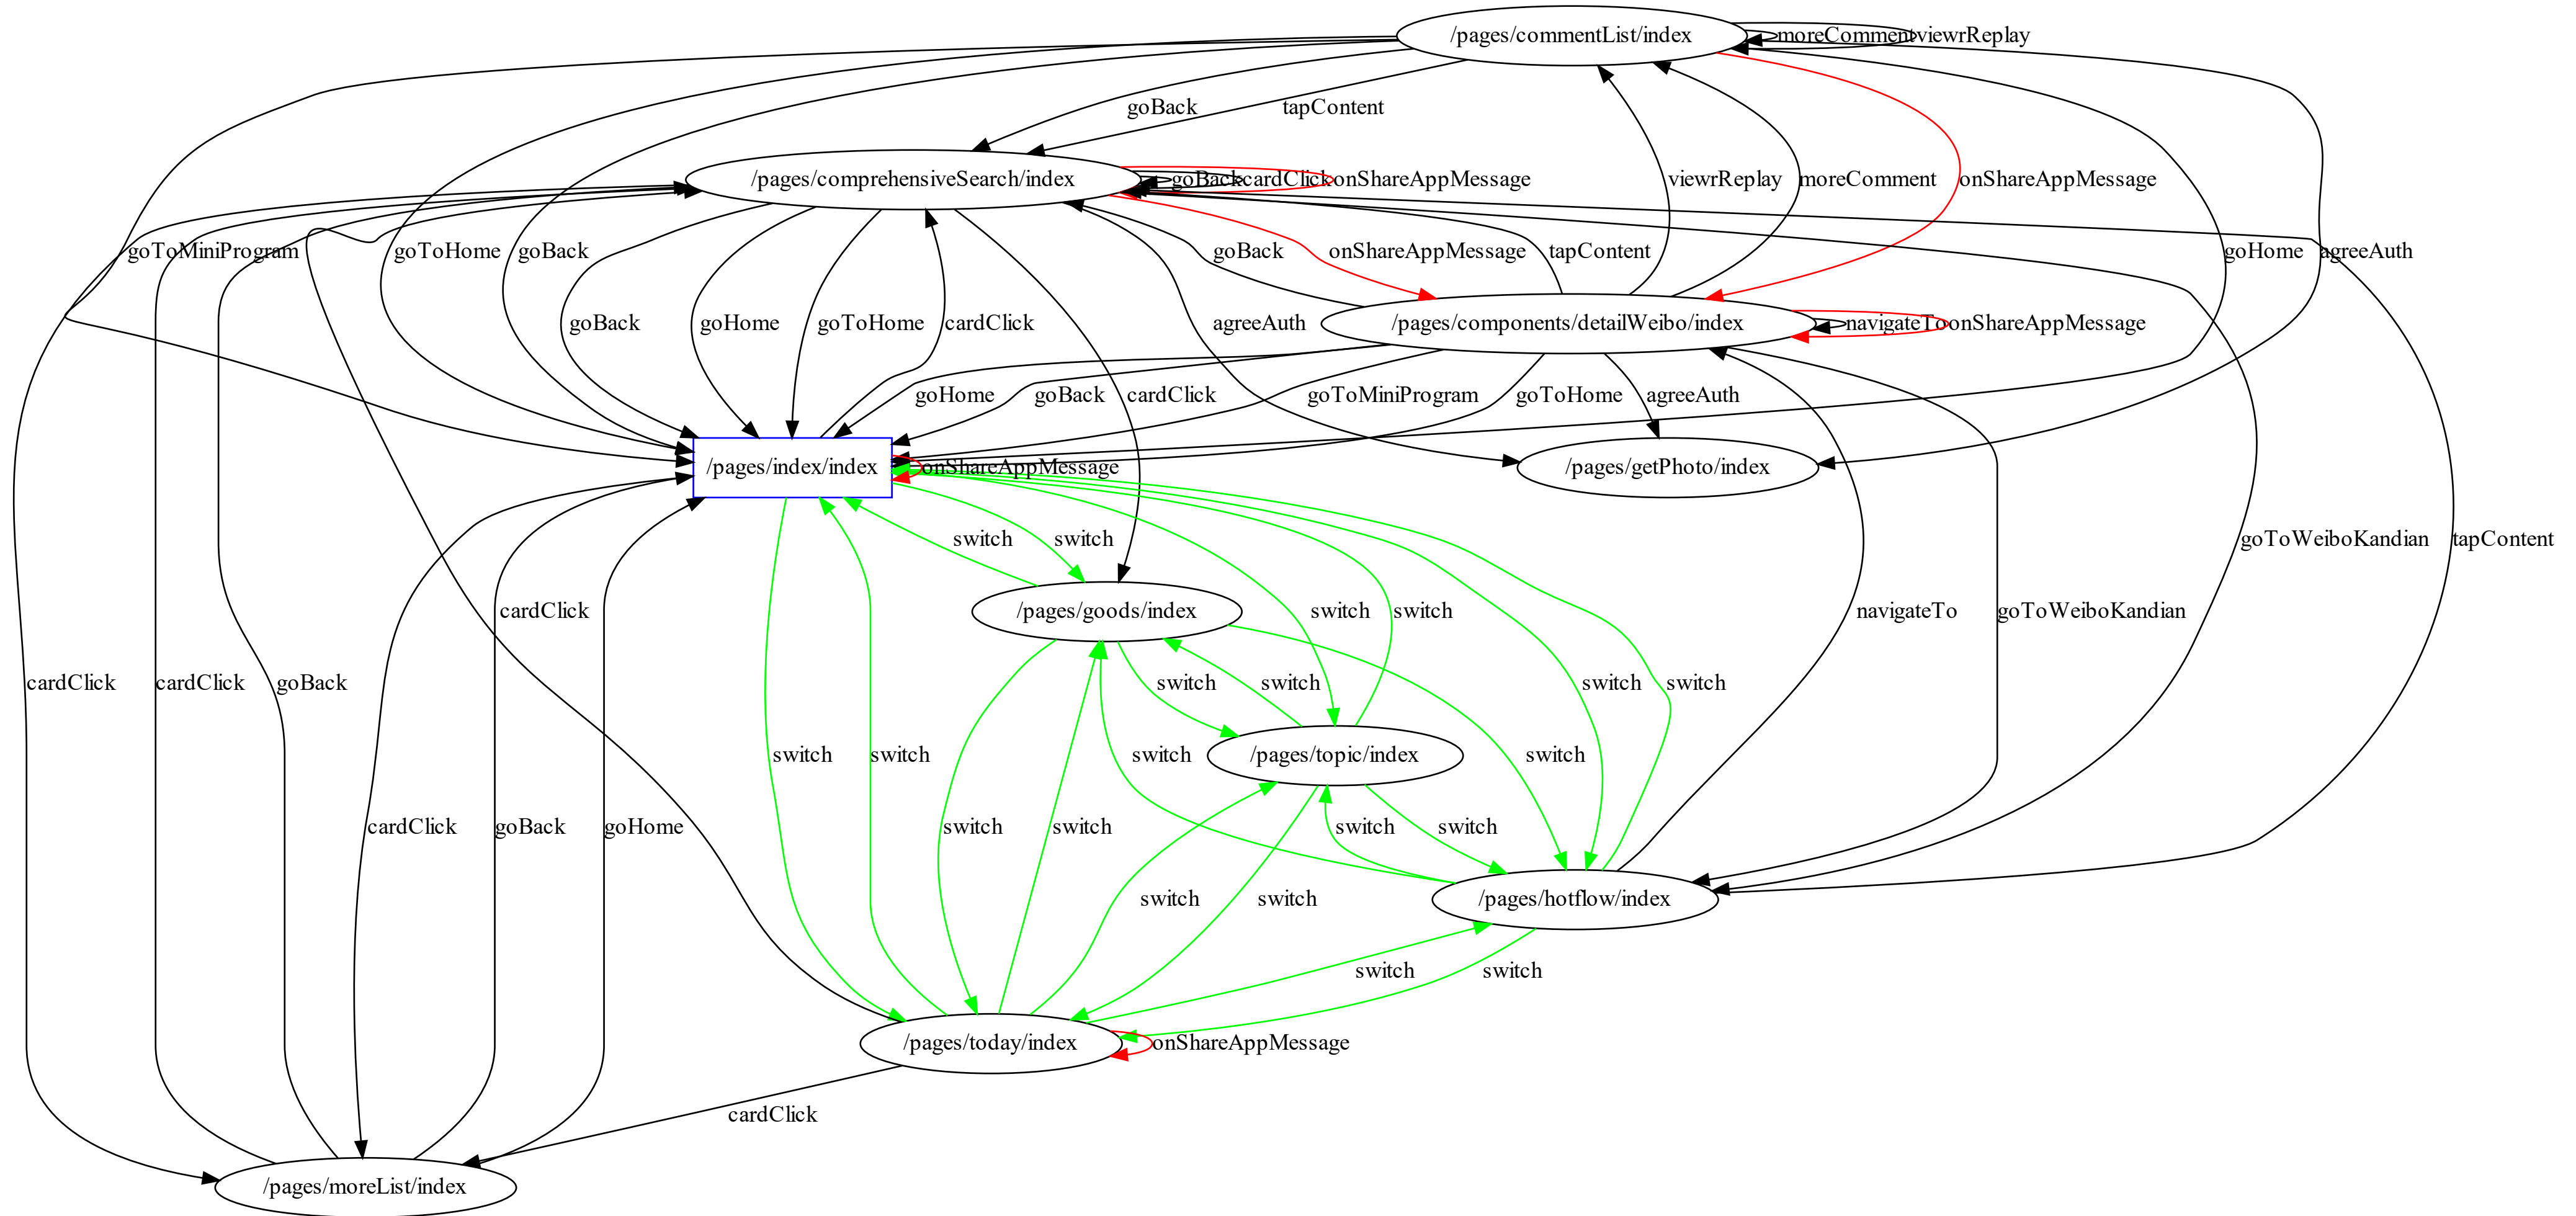 /pages/commentList/index
moreComment
viewrReplay
goBack
tapContent
/pages/comprehensiveSearch/index
goBack
cardClick
onShareAppMessage
viewrReplay
moreComment
onShareAppMessage
goToMiniProgram
goToHome
goBack
goBack
onShareAppMessage
tapContent
goHome
agreeAuth
goBack
goHome
goToHome
cardClick
agreeAuth
/pages/components/detailWeibo/index
navigateTo
onShareAppMessage
goHome
goBack
cardClick
goToMiniProgram
goToHome
agreeAuth
/pages/index/index
onShareAppMessage
/pages/getPhoto/index
switch
switch
goToWeiboKandian
tapContent
cardClick
/pages/goods/index
switch
switch
navigateTo
goToWeiboKandian
cardClick
cardClick
goBack
switch
switch
switch
switch
switch
switch
switch
/pages/topic/index
switch
cardClick
goBack
goHome
switch
switch
switch
switch
switch
switch
/pages/hotflow/index
switch
switch
/pages/today/index
onShareAppMessage
cardClick
/pages/moreList/index